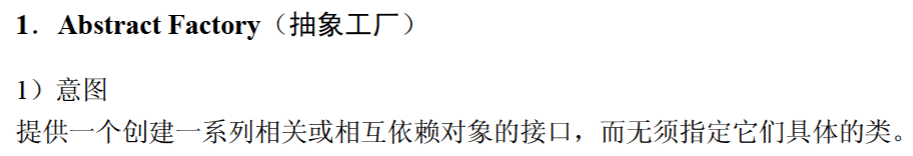 1．Abstract Factory（抽象工厂）
1）意图
提供一个创建一系列相关或相互依赖对象的接口，而无须指定它们具体的类。